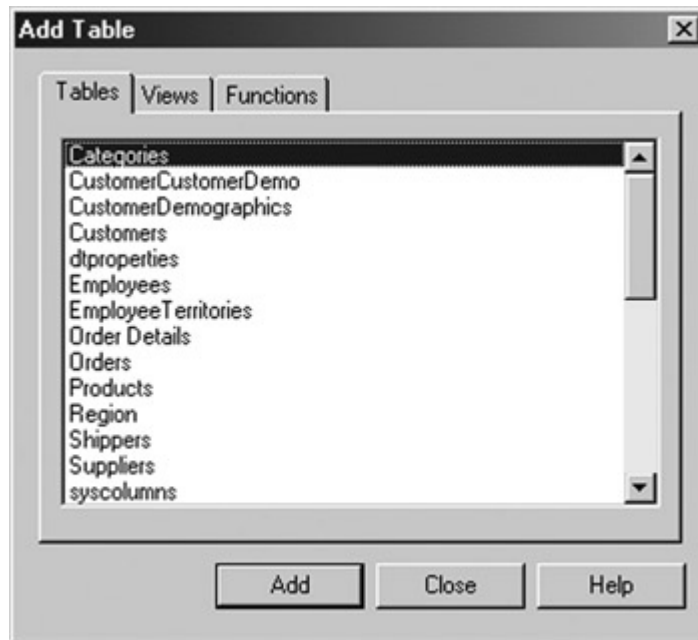 Add Table
Tables Views Functions
Categories
CustomerCustomerDemo
CustomerDemographics
Customers
dtproperties
Employees
EmployeeTerritories
Order Details
Orders
Products
Region
Shippers
Suppliers
syscolumns
Add Close Help